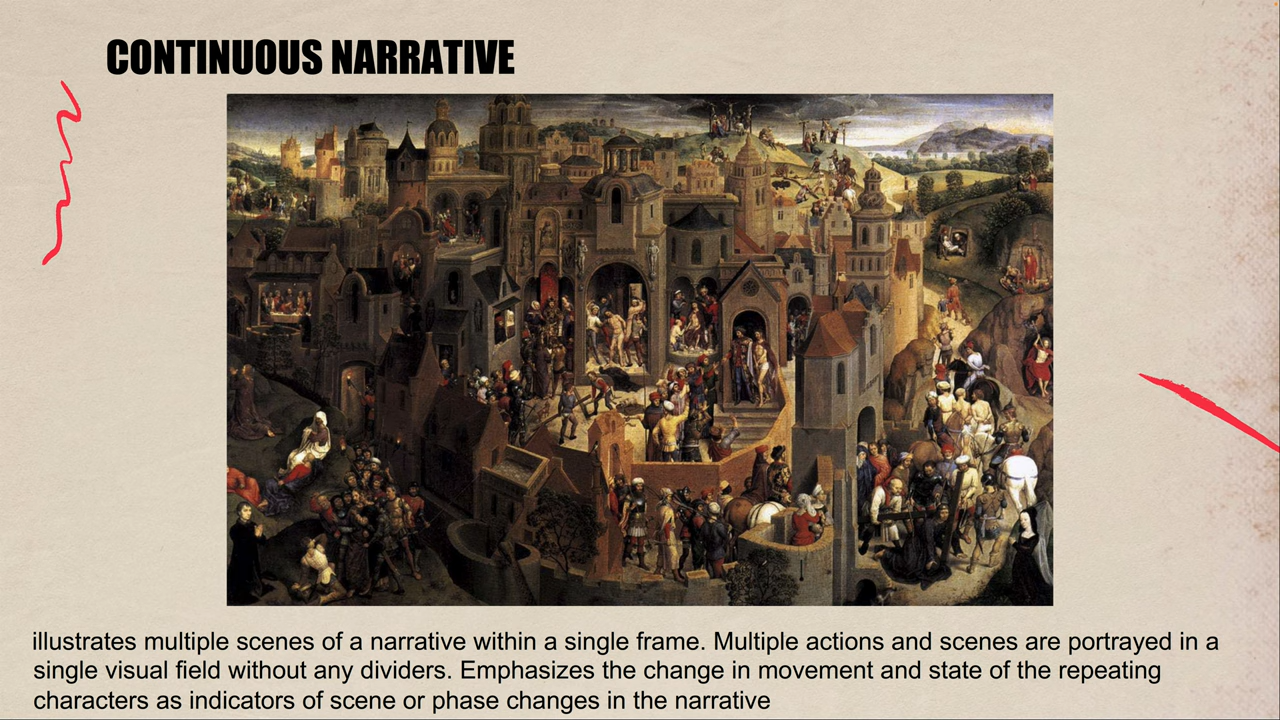 CONTINUOUS NARRATIVE
illustrates multiple scenes of a narrative within a single frame. Multiple actions and scenes are portrayed in a
single visual field without any dividers. Emphasizes the change in movement and state of the repeating
characters as indicators of scene or phase changes in the narrative